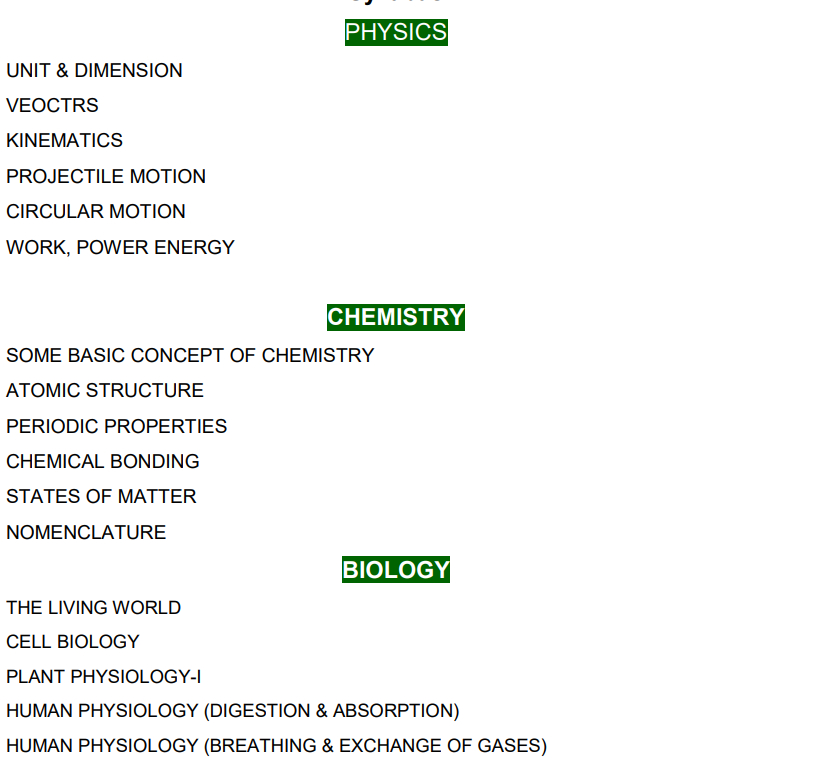 PHYSICS
UNIT & DIMENSION
VEOCTRS
KINEMATICS
PROJECTILE MOTION
CIRCULAR MOTION
WORK, POWER ENERGY
CHEMISTRY
SOME BASIC CONCEPT OF CHEMISTRY
ATOMIC STRUCTURE
PERIODIC PROPERTIES
CHEMICAL BONDING
STATES OF MATTER
NOMENCLATURE
BIOLOGY
THE LIVING WORLD
CELL BIOLOGY
PLANT PHYSIOLOGY-I
HUMAN PHYSIOLOGY (DIGESTION & ABSORPTION)
HUMAN PHYSIOLOGY (BREATHING & EXCHANGE OF GASES)